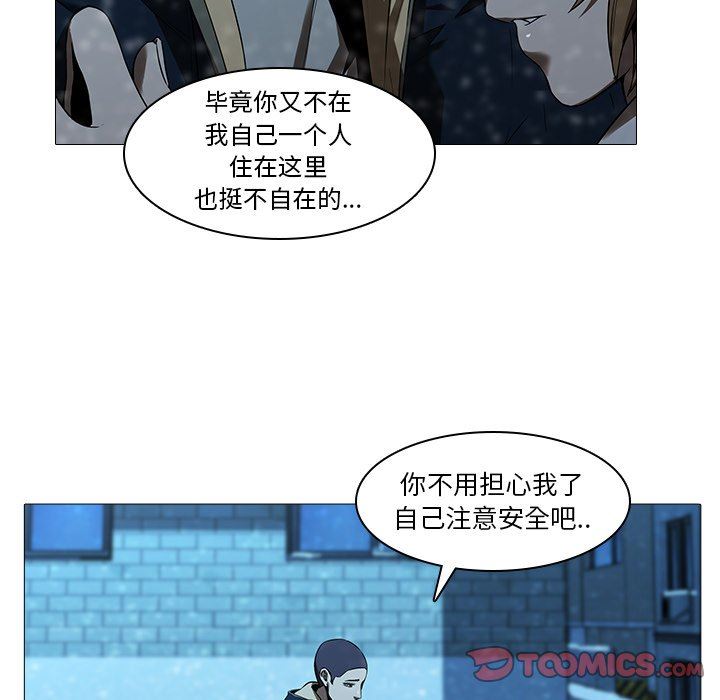 毕竟你又不在
我自己一个人
住在这里
也挺不自在的...
你不用担心我了
自己注意安全吧..
TOOMICS.COM